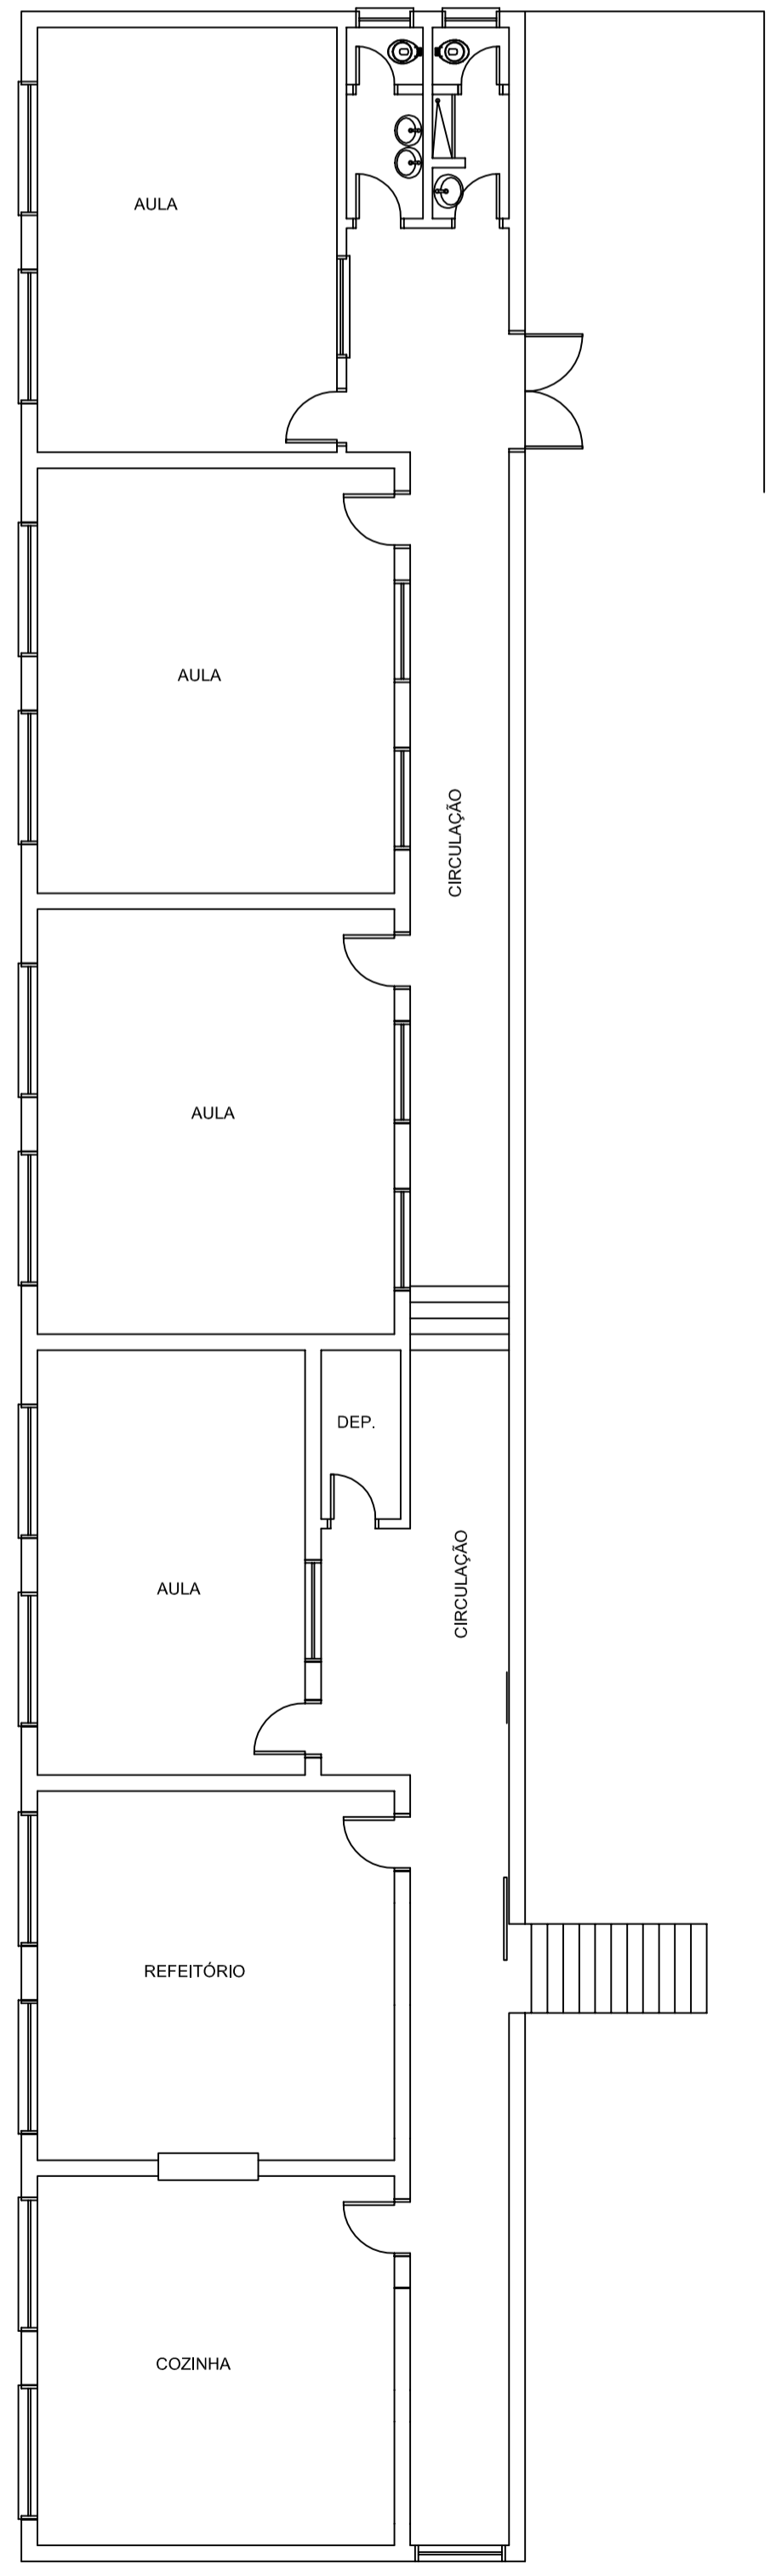 AULA
AULA
CIRCULAÇÃO
AULA
DEP.
CIRCULAÇÃO
AULA
REFEITÓRIO
COZINHA